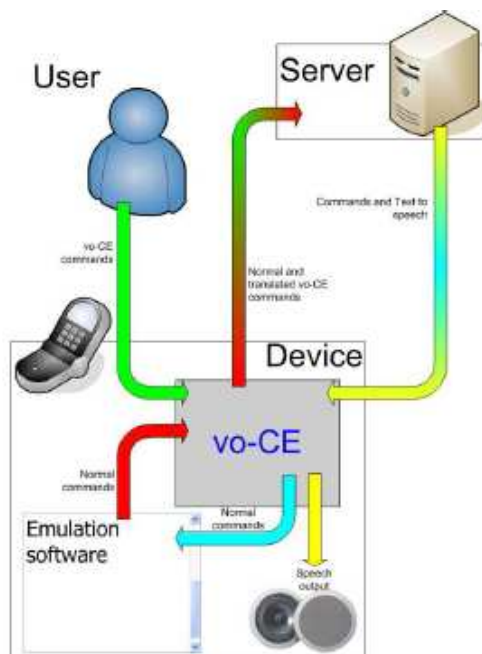 User
Server
vo-CE
commands
Commands and Text to
speech
Normal and
translated vo-CE
commands
Device
vo-CE
Normal
commands
Normal
commands
Emulation
software
Speech
output